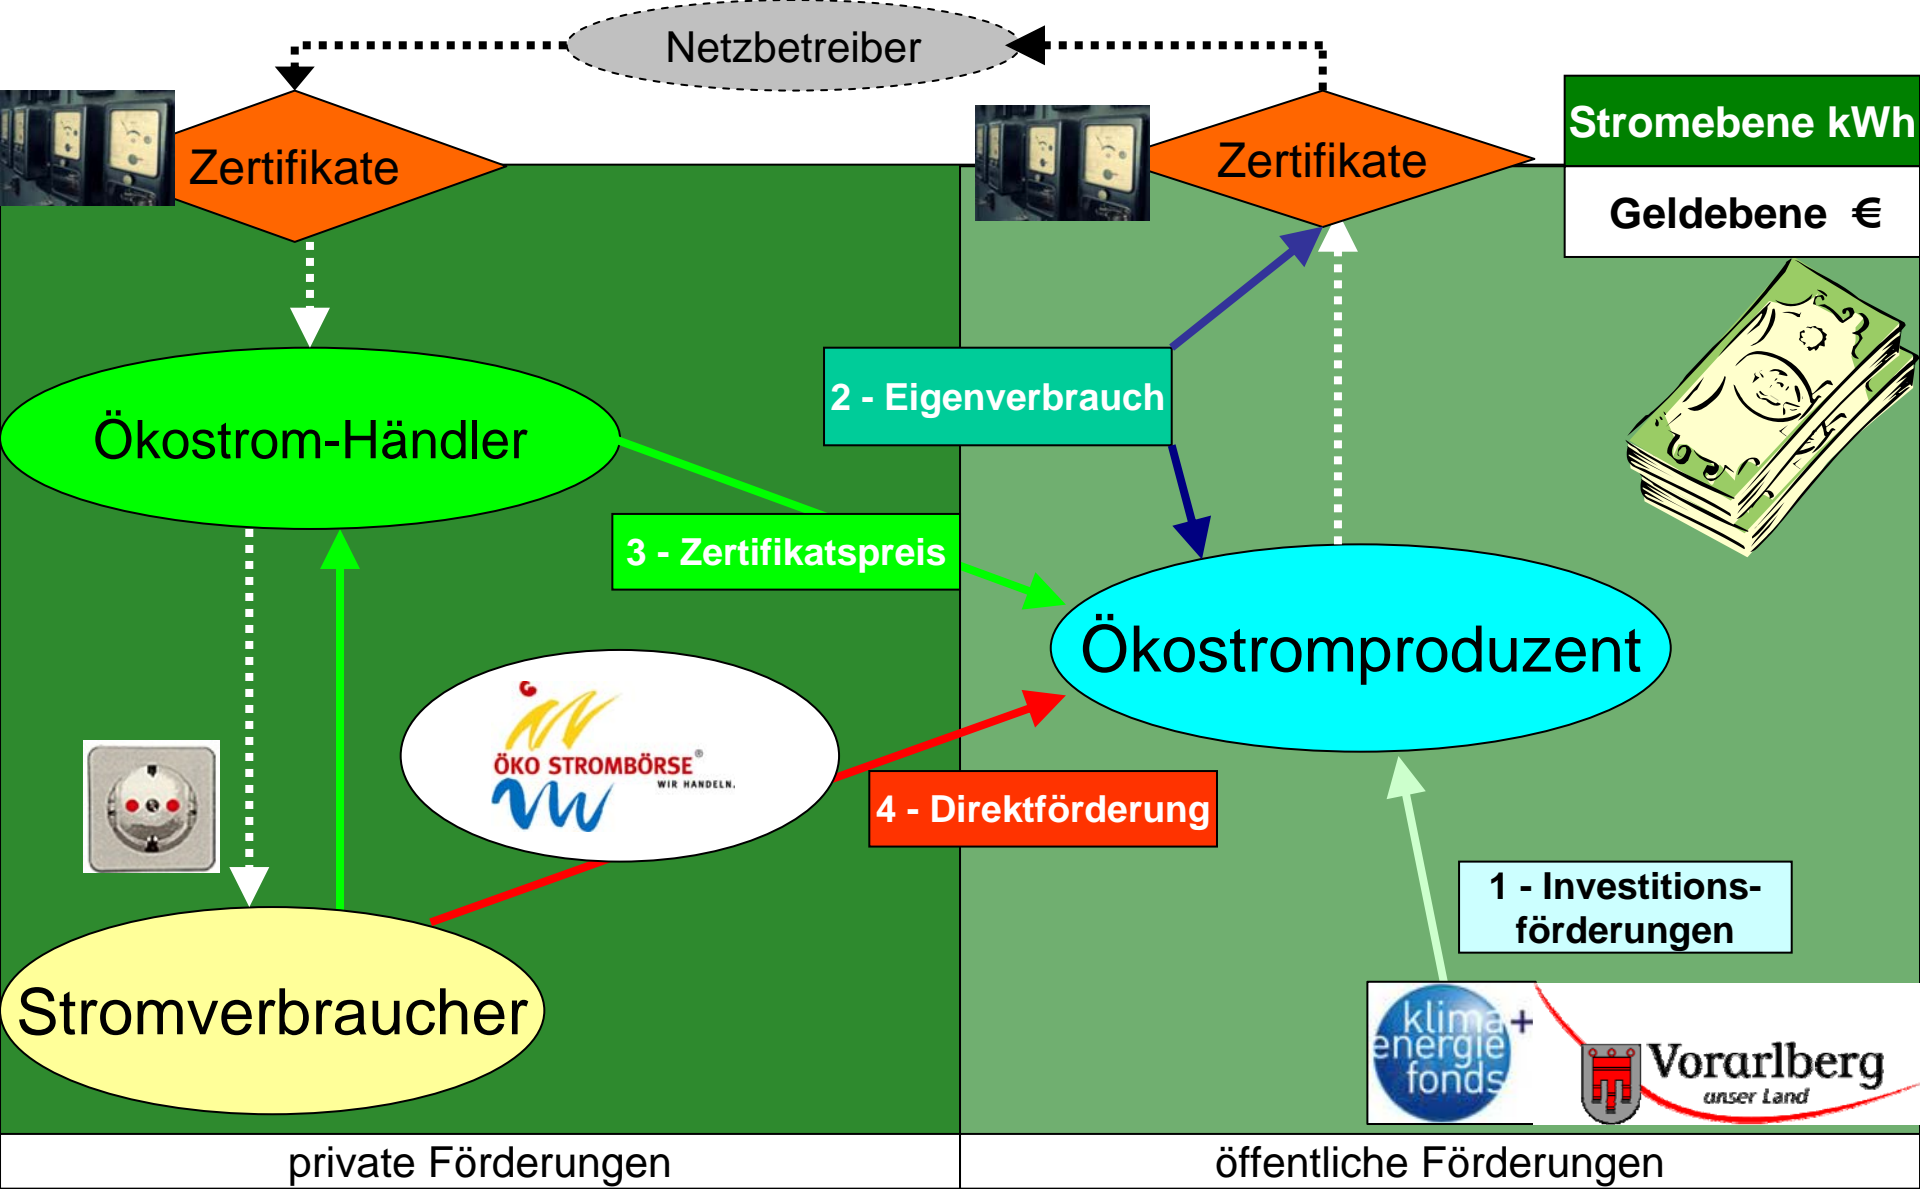 Netzbetreiber
Stromebene kWh
Zertifikate
Zertifikate
Geldebene €
2 - Eigenverbrauch
Ökostrom-Händler
3 - Zertifikatspreis
Ökostromproduzent
ÖKO STROMBÖRSE®
WIR HANDELN.
4 - Direktförderung
1 - Investitions-
förderungen
Stromverbraucher
klima+
energie
fonds
Vorarlberg
unser Land
private Förderungen
öffentliche Förderungen